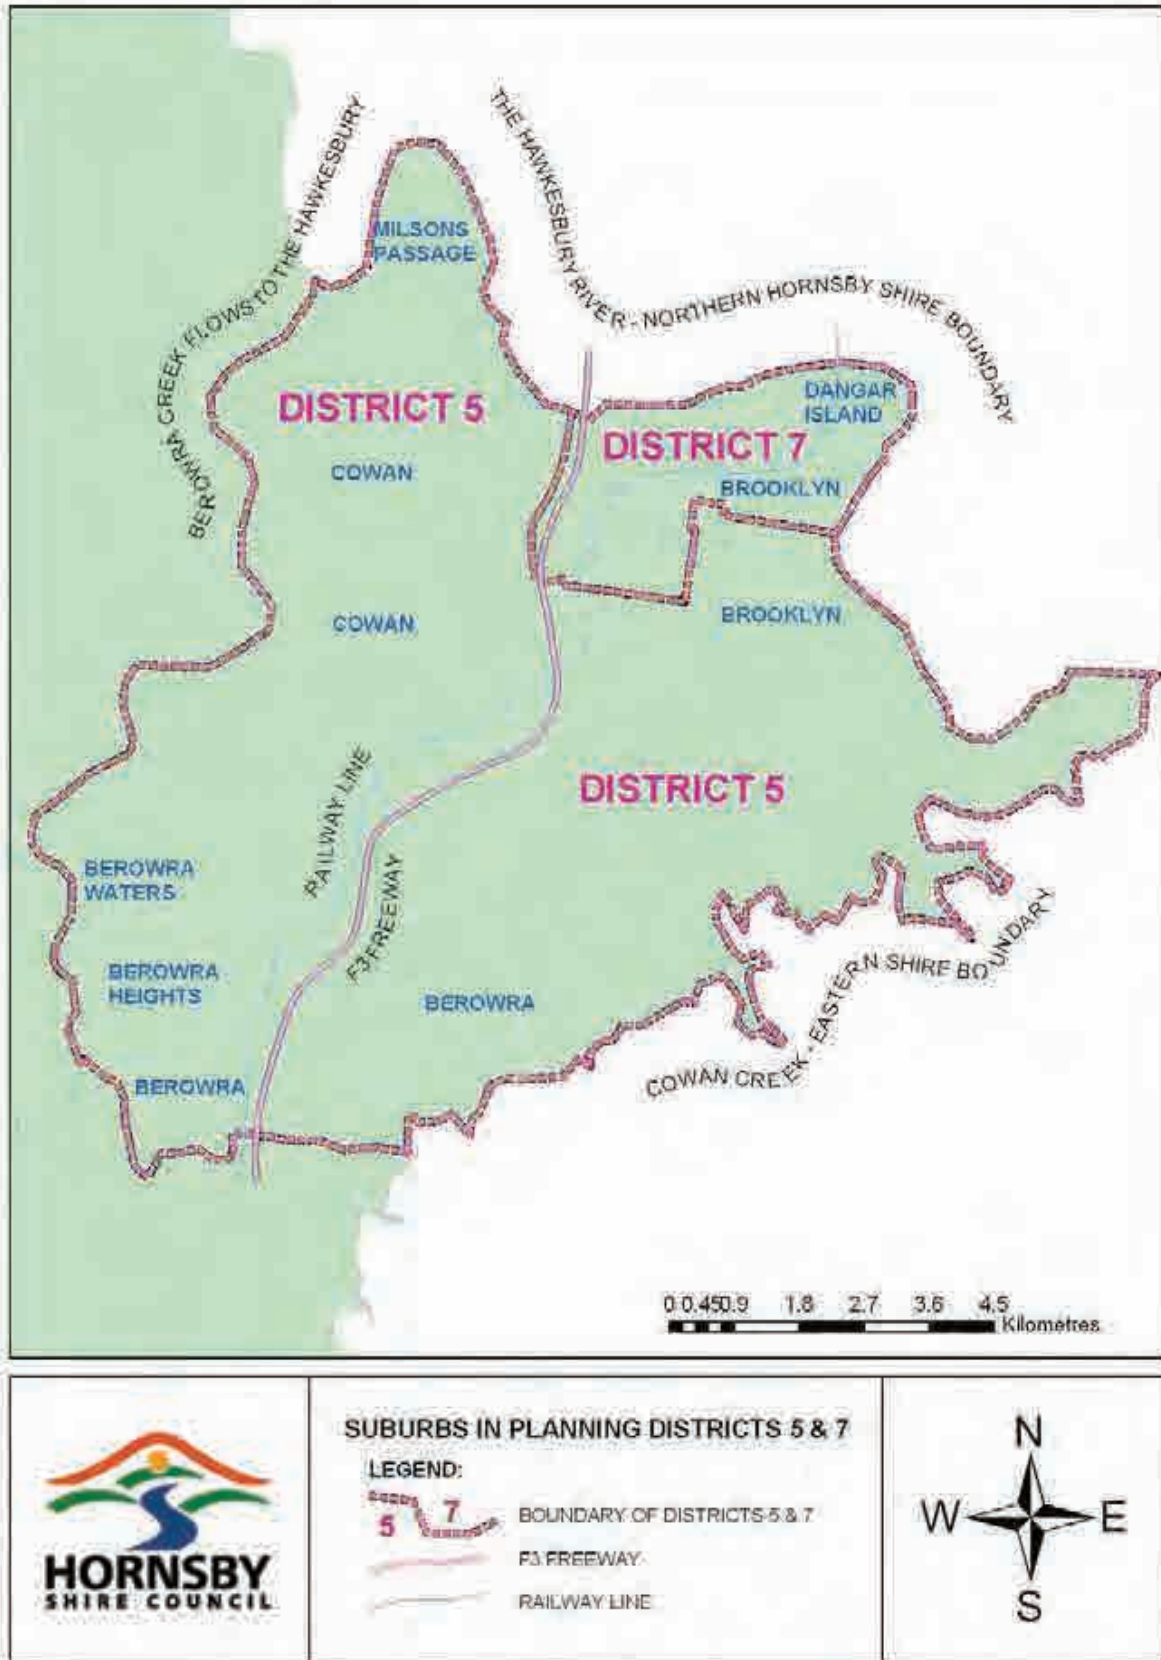 BEROWRA CREEK FLOWS TO THE HAWKESBURY
THE HAWKESBURY RIVER - NORTHERN HORNSBY SHIRE BOUNDARY
MILSONS
PASSAGE
DISTRICT 5
DANGAR
ISLAND
DISTRICT 7
COWAN
BROOKLYN
COWAN
BROOKLYN
RAILWAY LINE
DISTRICT 5
BEROWRA
WATERS
F3 FREEWAY
BEROWRA
HEIGHTS
BEROWRA
BEROWRA
COWAN CREEK - EASTERN SHIRE BOUNDARY
0 0.45 0.9 1.8 2.7 3.6 4.5
Kilometres
HORNSBY
SHIRE COUNCIL
SUBURBS IN PLANNING DISTRICTS 5 & 7
LEGEND:
5 7
BOUNDARY OF DISTRICTS 5 & 7
F3 FREEWAY
RAILWAY LINE
N
W E
S